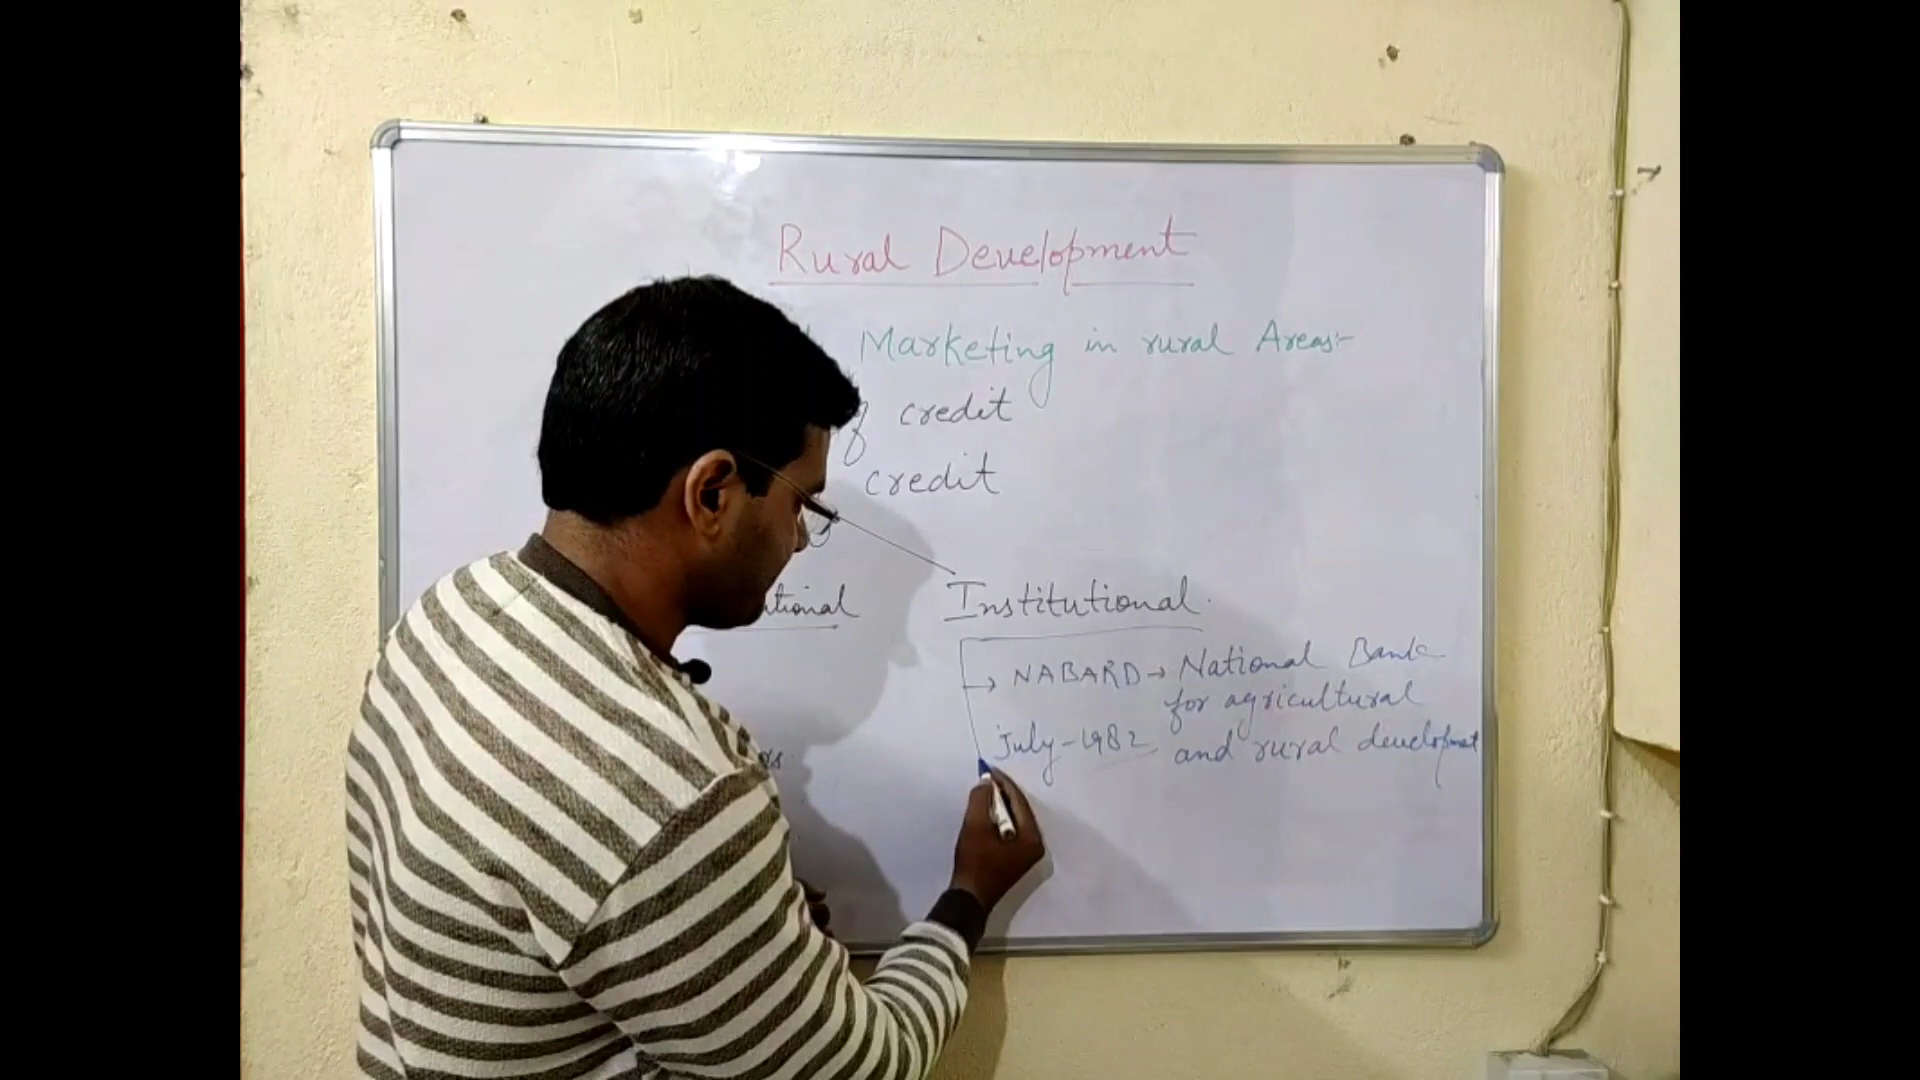 Rural Development
Marketing in rural Areas:-
of credit
credit
Institutional
NABARD → National Bank
for agricultural
July-1982 and rural development